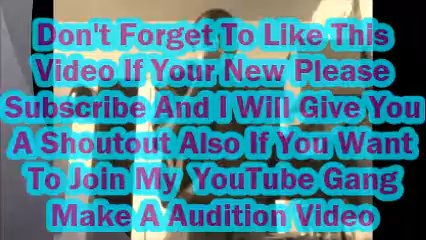 Don't Forget To Like This
Video If Your New Please
Subscribe And I Will Give You
A Shoutout Also If You Want
To Join My YouTube Gang
Make A Audition Video